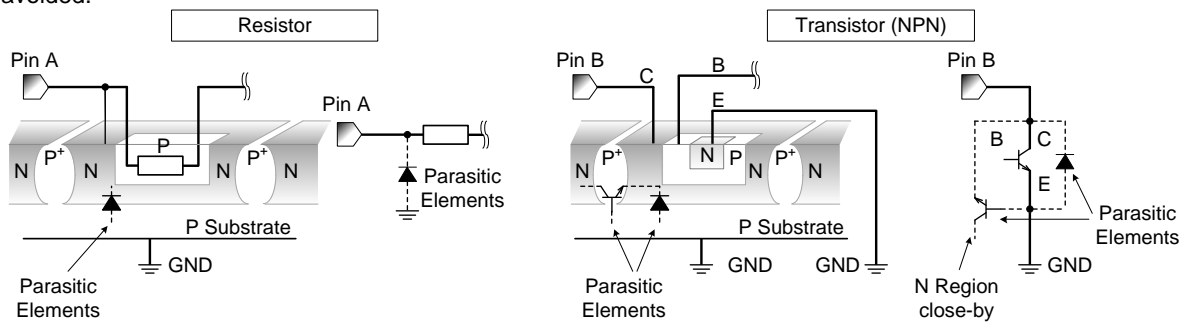 avoided.
Resistor
Transistor (NPN)
Pin A
Pin A
P
N
P+
N
N
P+
N
Parasitic
Elements
P Substrate
GND
Parasitic
Elements
Pin B
C
B
E
N
P+
N
N
P
N
P+
N
P Substrate
GND
GND
Parasitic
Elements
Pin B
B
C
E
Parasitic
Elements
GND
N Region
close-by